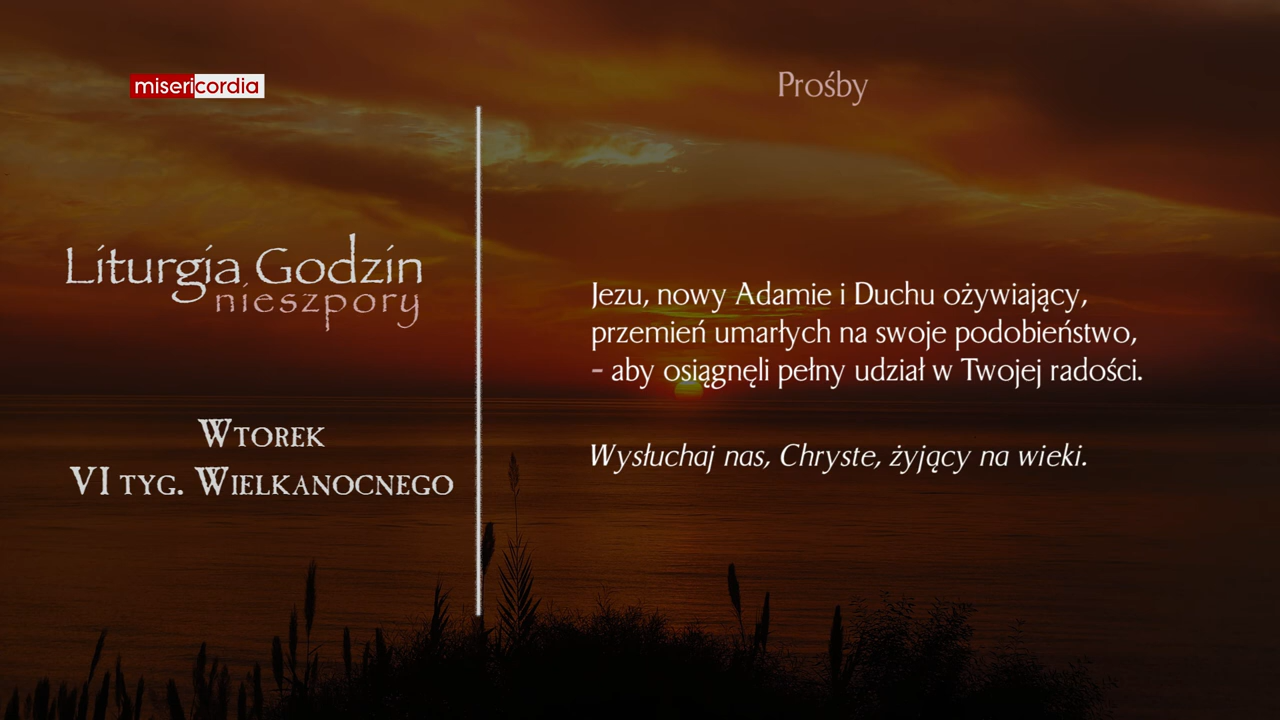 misericordia
Prośby
Liturgia Godzin
nieszpory
Wtorek
VI tyg. Wielkanocnego
Jezu, nowy Adamie i Duchu ożywiający,
przemień umarłych na swoje podobieństwo,
- aby osiągnęli pełny udział w Twojej radości.
Wysłuchaj nas, Chryste, żyjący na wieki.